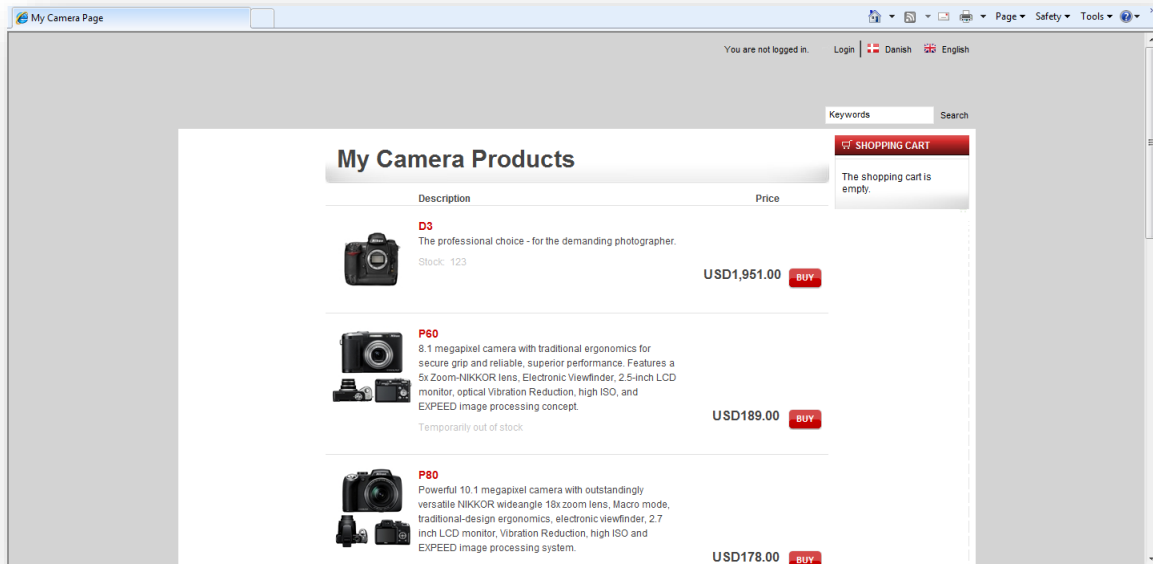 My Camera Page
Page
Safety
Tools
You are not logged in. Login Danish English
Keywords Search
SHOPPING CART
The shopping cart is
empty.
My Camera Products
Description Price
D3
The professional choice - for the demanding photographer.
Stock: 123
USD1,951.00 BUY
P60
8.1 megapixel camera with traditional ergonomics for
secure grip and reliable, superior performance. Features a
5x Zoom-NIKKOR lens, Electronic Viewfinder, 2.5-inch LCD
monitor, optical Vibration Reduction, high ISO, and
EXPEED image processing concept.
Temporarily out of stock
USD189.00 BUY
P80
Powerful 10.1 megapixel camera with outstandingly
versatile NIKKOR wideangle 18x zoom lens, Macro mode,
traditional-design ergonomics, electronic viewfinder, 2.7
inch LCD monitor, Vibration Reduction, high ISO and
EXPEED image processing system.
USD178.00 BUY